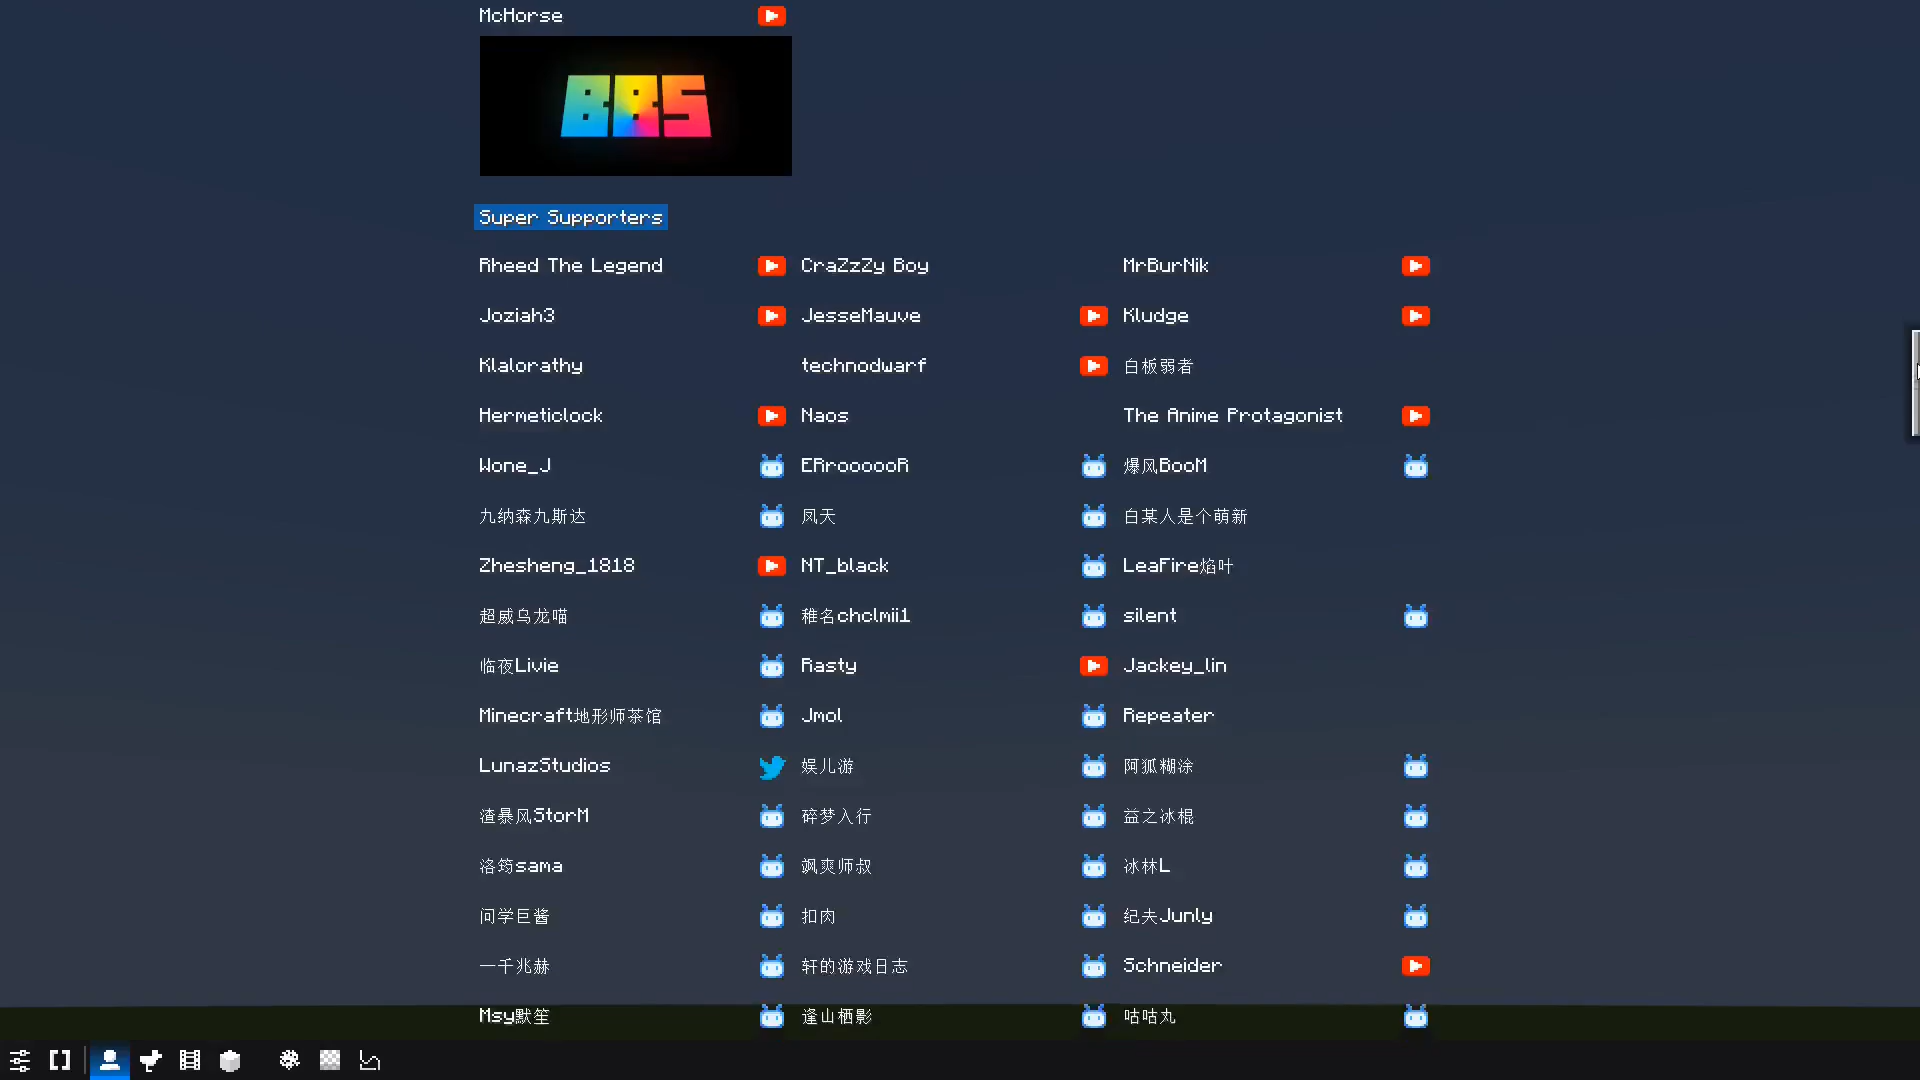 McHorse
BBS
Super Supporters
Rheed The Legend CraZzZy Boy MrBurNik
Joziah3 JesseMauve Kludge
Klalorathy technodwarf 白板弱者
Hermeticlock Naos The Anime Protagonist
Wone_J ERroooooR 爆风BooM
九纳森九斯达 凤天 白某人是个萌新
Zhesheng_1818 NT_black LeaFire焰叶
超威乌龙喵 稚名chclmii1 silent
临夜Livie Rasty Jackey_lin
Minecraft地形师茶馆 Jmol Repeater
LunazStudios 娱儿游 阿狐糊涂
渣暴风StorM 碎梦入行 益之冰棍
洛筠sama 飒爽师叔 冰林L
问学巨酱 扣肉 纪夫Junly
一千兆赫 轩的游戏日志 Schneider
Msy默笙 逢山栖影 咕咕丸